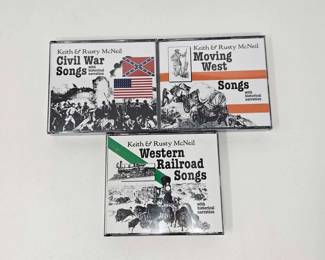 Keith & Rusty McNeil
Civil War
Songs
with
historical
narration
Keith & Rusty McNeil
Moving
West
Songs
with historical
narration
Keith & Rusty McNeil
Western
Railroad
Songs
with historical
narration